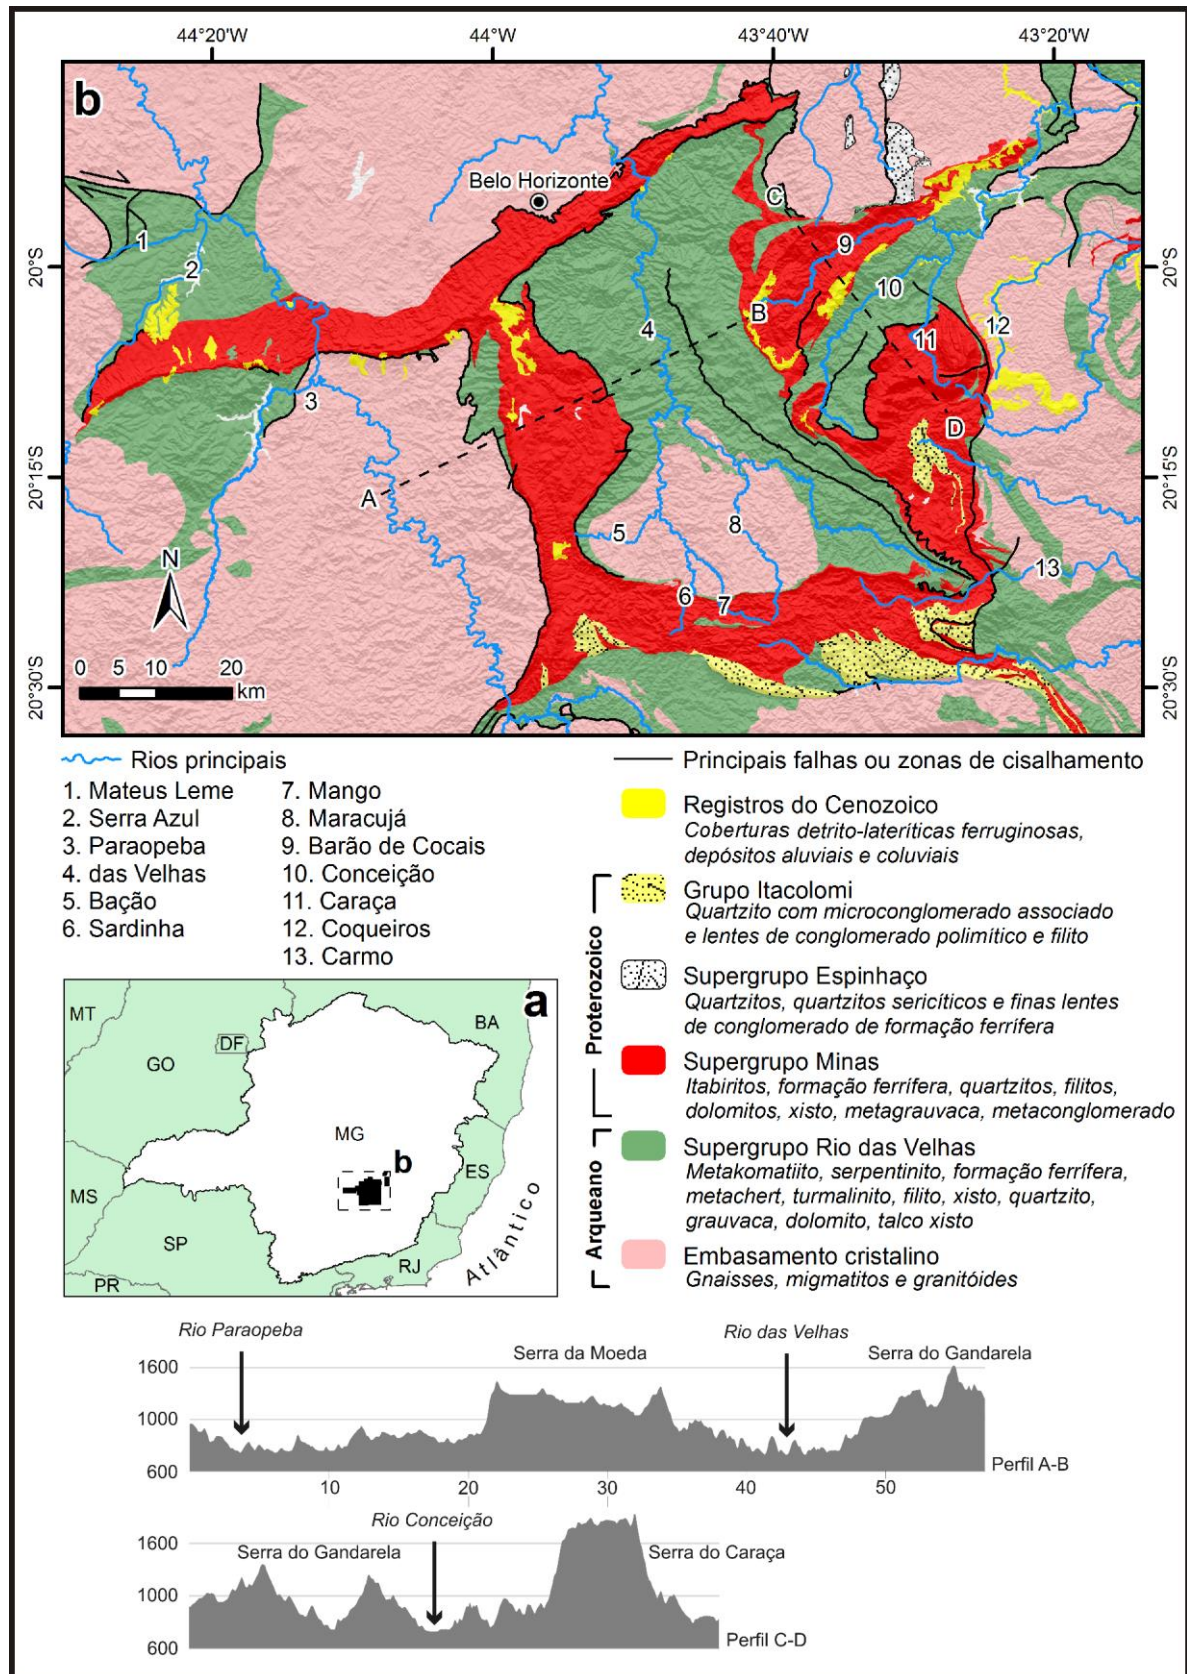 44°20'W 44°W 43°40'W 43°20'W
b
Belo Horizonte
C
1
9
20°S 20°S
2
10
12
B
4
11
3
D
20°15'S 20°15'S
A
5 8
N
13
6
7
0 5 10 20
km
20°30'S 20°30'S
Rios principais
1. Mateus Leme
2. Serra Azul
3. Paraopeba
4. das Velhas
5. Bação
6. Sardinha
7. Mango
8. Maracujá
9. Barão de Cocais
10. Conceição
11. Caraça
12. Coqueiros
13. Carmo
Principais falhas ou zonas de cisalhamento
Registros do Cenozoico
Coberturas detrito-lateríticas ferruginosas,
depósitos aluviais e coluviais
Proterozoico
Grupo Itacolomi
Quartzito com microconglomerado associado
e lentes de conglomerado polimítico e filito
Supergrupo Espinhaço
Quartzitos, quartzitos sericíticos e finas lentes
de conglomerado de formação ferrífera
Supergrupo Minas
Itabiritos, formação ferrífera, quartzitos, filitos,
dolomitos, xisto, metagrauvaca, metaconglomerado
Arqueano
Supergrupo Rio das Velhas
Metakomatiito, serpentinito, formação ferrífera,
metachert, turmalinito, filito, xisto, quartzito,
grauvaca, dolomito, talco xisto
Embasamento cristalino
Gnaisses, migmatitos e granitóides
a
MT
BA
DF
GO
MG
b
ES
MS
SP
RJ
PR
Atlântico
Rio Paraopeba
Rio das Velhas
Serra da Moeda
Serra do Gandarela
1600
1000
600
Perfil A-B
10 20 30 40 50
Rio Conceição
1600
Serra do Gandarela
Serra do Caraça
1000
600
Perfil C-D